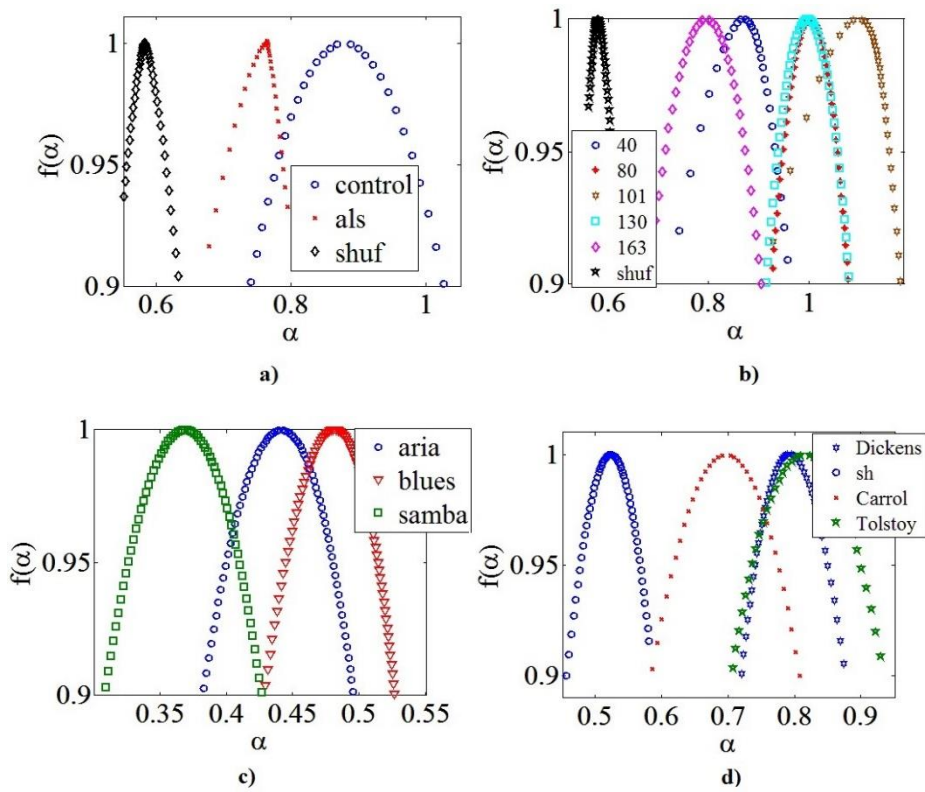 1
0.95
0.9
f(α)
control
als
shuf
0.6
0.8
1
α
a)
1
0.95
0.9
f(α)
40
80
101
130
163
shuf
0.8
1
α
b)
1
0.95
0.9
f(α)
aria
blues
samba
0.35
0.4
0.45
0.5
0.55
α
c)
1
0.95
0.9
f(α)
Dickens
sh
Carrol
Tolstoy
0.5
0.6
0.7
0.8
0.9
α
d)